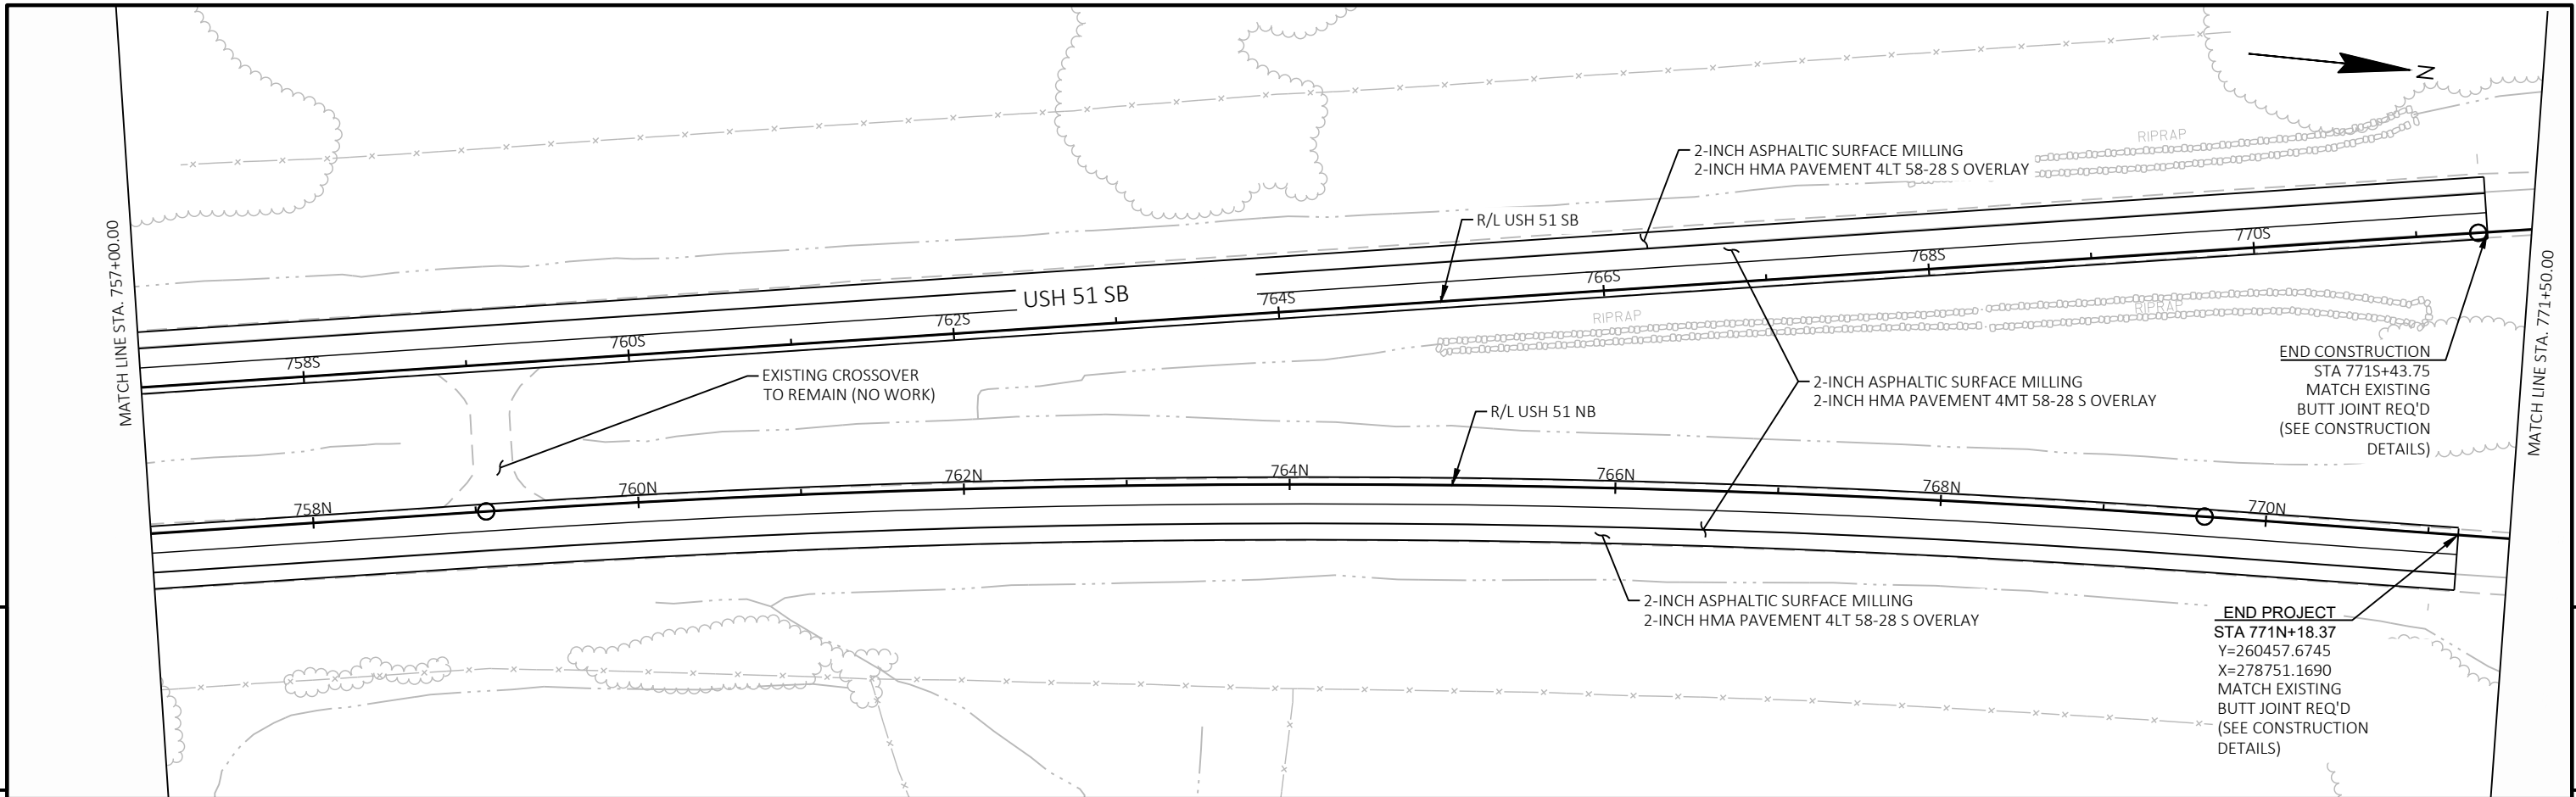 N
RIPRAP
2-INCH ASPHALTIC SURFACE MILLING
2-INCH HMA PAVEMENT 4LT 58-28 S OVERLAY
R/L USH 51 SB
MATCH LINE STA. 757+00.00
MATCH LINE STA. 771+50.00
758S
760S
762S
USH 51 SB
764S
766S
768S
770S
RIPRAP
RIPRAP
EXISTING CROSSOVER
TO REMAIN (NO WORK)
END CONSTRUCTION
STA 771S+43.75
MATCH EXISTING
BUTT JOINT REQ'D
(SEE CONSTRUCTION
DETAILS)
2-INCH ASPHALTIC SURFACE MILLING
2-INCH HMA PAVEMENT 4MT 58-28 S OVERLAY
R/L USH 51 NB
758N
760N
762N
764N
766N
768N
770N
2-INCH ASPHALTIC SURFACE MILLING
2-INCH HMA PAVEMENT 4LT 58-28 S OVERLAY
END PROJECT
STA 771N+18.37
Y=260457.6745
X=278751.1690
MATCH EXISTING
BUTT JOINT REQ'D
(SEE CONSTRUCTION
DETAILS)